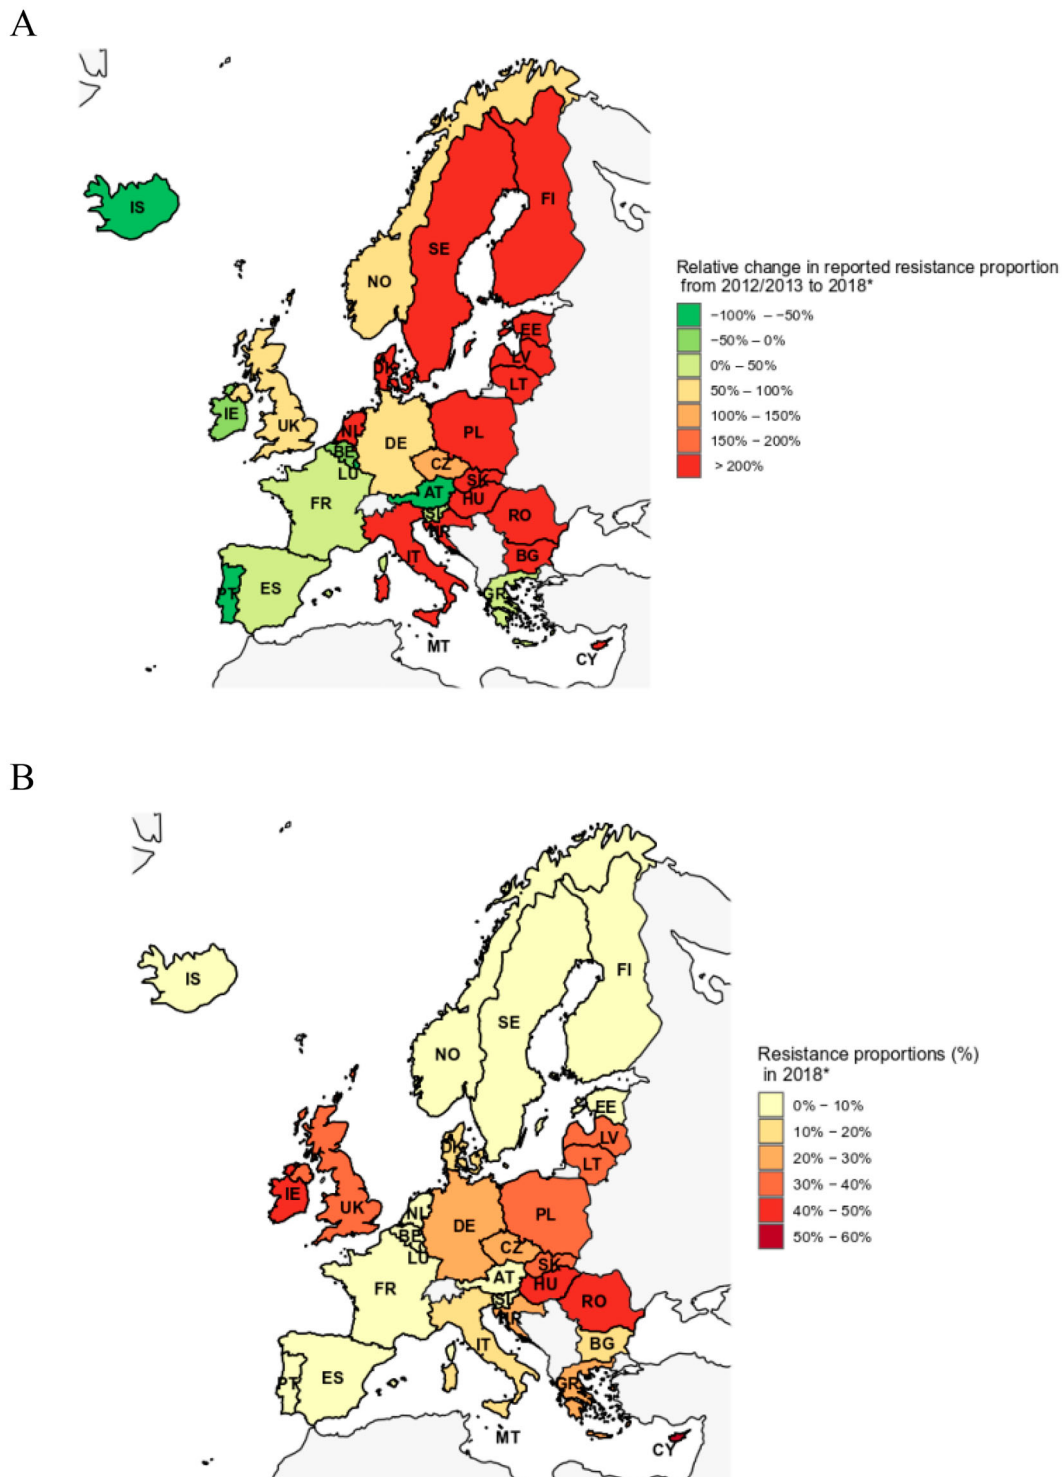 A
IS
FI
SE
NO
Relative change in reported resistance proportion
from 2012/2013 to 2018*
−100% – −50%
−50% – 0%
0% – 50%
50% – 100%
100% – 150%
150% – 200%
> 200%
EE
LV
DK
LT
IE
UK
NL
DE
PL
BE
CZ
LU
SK
AT
HU
FR
SI
RO
HR
IT
BG
PT
ES
GR
MT
CY
B
IS
FI
SE
NO
Resistance proportions (%)
in 2018*
0% – 10%
10% – 20%
20% – 30%
30% – 40%
40% – 50%
50% – 60%
EE
LV
DK
LT
IE
UK
NL
PL
DE
BE
CZ
LU
SK
AT
HU
FR
SI
RO
HR
IT
BG
PT
ES
GR
MT
CY